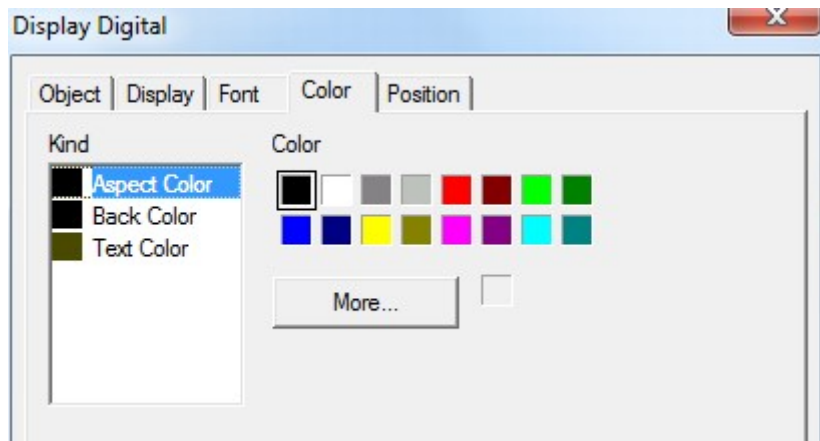 Display Digital
Object Display Font Color Position
Kind
Color
Aspect Color
Back Color
Text Color
More...